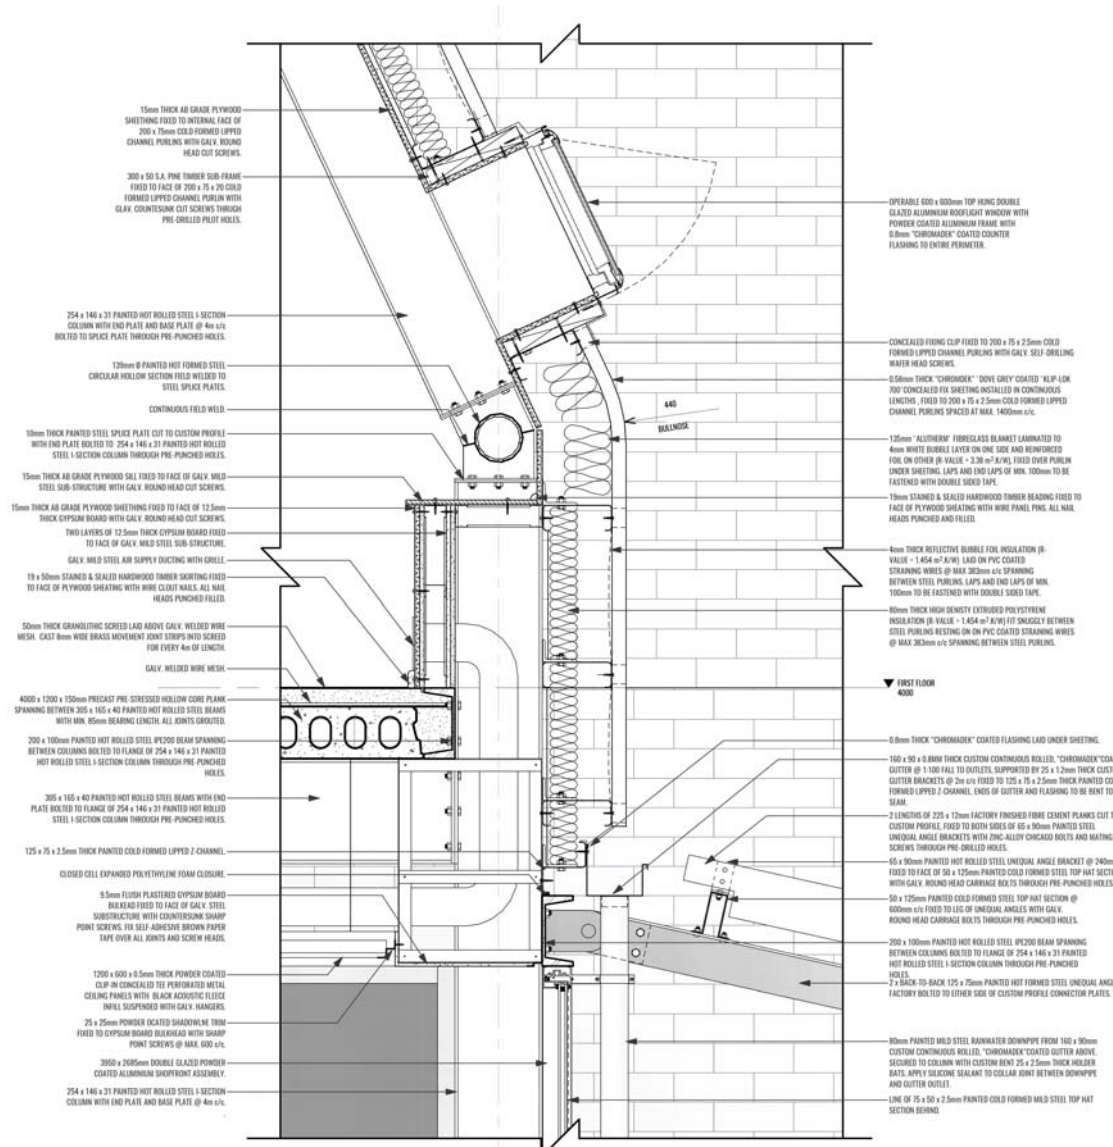 15mm THICK AB GRADE PLYWOOD
SHEETHING FIXED TO INTERNAL FACE OF
200 x 75mm COLD FORMED LIPPED
CHANNEL PURLINS WITH GALV. ROUND
HEAD CUT SCREWS.
300 x 50 S.A. PINE TIMBER SUB-FRAME
FIXED TO FACE OF 200 x 75 x 20 COLD
FORMED LIPPED CHANNEL PURLIN WITH
GLAV. COUNTESUNK CUT SCREWS THRUGH
PRE-DRILLED PILOT HOLES.
254 x 146 x 31 PAINTED HOT ROLLED STEEL I-SECTION
COLUMN WITH END PLATE AND BASE PLATE @ 4m c/c
BOLTED TO SPLICE PLATE THROUGH PRE-PUNCHED HOLES.
139mm Ø PAINTED HOT FORMED STEEL
CIRCULAR HOLLOW SECTION FIELD WELDED TO
STEEL SPLICE PLATES.
CONTINUOUS FIELD WELD.
10mm THICK PAINTED STEEL SPLICE PLATE CUT TO CUSTOM PROFILE
WITH END PLATE BOLTED TO 254 x 146 x 31 PAINTED HOT ROLLED
STEEL I-SECTION COLUMN THROUGH PRE-PUNCHED HOLES.
15mm THICK AB GRADE PLYWOOD SILL FIXED TO FACE OF GALV. MILD
STEEL SUB-STRUCTURE WITH GALV. ROUND HEAD CUT SCREWS.
15mm THICK AB GRADE PLYWOOD SHEETHING FIXED TO FACE OF 12.5mm
THICK GYPSUM BOARD WITH GALV. ROUND HEAD CUT SCREWS.
TWO LAYERS OF 12.5mm THICK GYPSUM BOARD FIXED
TO FACE OF GALV. MILD STEEL SUB-STRUCTURE.
GALV. MILD STEEL AIR SUPPLY DUCTING WITH GRILLE.
19 x 50mm STAINED & SEALED HARDWOOD TIMBER SKIRTING FIXED
TO FACE OF PLYWOOD SHEATING WITH WIRE CLOUT NAILS. ALL NAIL
HEADS PUNCHED FILLED.
50mm THICK GRANOLITHIC SCREED LAID ABOVE GALV. WELDED WIRE
MESH. CAST 8mm WIDE BRASS MOVEMENT JOINT STRIPS INTO SCREED
FOR EVERY 4m OF LENGTH.
GALV. WELDED WIRE MESH.
4000 x 1200 x 150mm PRECAST PRE-STRESSED HOLLOW CORE PLANK
SPANNING BETWEEN 305 x 165 x 40 PAINTED HOT ROLLED STEEL BEAMS
WITH MIN. 85mm BEARING LENGTH. ALL JOINTS GROUTED.
200 x 100mm PAINTED HOT ROLLED STEEL IPE200 BEAM SPANNING
BETWEEN COLUMNS BOLTED TO FLANGE OF 254 x 146 x 31 PAINTED
HOT ROLLED STEEL I-SECTION COLUMN THROUGH PRE-PUNCHED
HOLES.
305 x 165 x 40 PAINTED HOT ROLLED STEEL BEAMS WITH END
PLATE BOLTED TO FLANGE OF 254 x 146 x 31 PAINTED HOT ROLLED
STEEL I-SECTION COLUMN THROUGH PRE-PUNCHED HOLES.
125 x 75 x 2.5mm THICK PAINTED COLD FORMED LIPPED Z-CHANNEL.
CLOSED CELL EXPANDED POLYETHYLENE FOAM CLOSURE.
9.5mm FLUSH PLASTERED GYPSUM BOARD
BULKEAD FIXED TO FACE OF GALV. STEEL
SUBSTRUCTURE WITH COUNTERSUNK SHARP
POINT SCREWS. FIX SELF-ADHESIVE BROWN PAPER
TAPE OVER ALL JOINTS AND SCREW HEADS.
1200 x 600 x 0.5mm THICK POWDER COATED
CLIP-IN CONCEALED TEE PERFORATED METAL
CEILING PANELS WITH BLACK ACOUSTIC FLEECE
INFILL SUSPENDED WITH GALV. HANGERS.
25 x 25mm POWDER OCATED SHADOWLNE TRIM
FIXED TO GYPSUM BOARD BULKHEAD WITH SHARP
POINT SCREWS @ MAX. 600 c/c.
3950 x 2685mm DOUBLE GLAZED POWDER
COATED ALUMINIUM SHOPFRONT ASSEMBLY.
254 x 146 x 31 PAINTED HOT ROLLED STEEL I-SECTION
COLUMN WITH END PLATE AND BASE PLATE @ 4m c/c.
440
BULLNOSE
OPERABLE 600 x 600mm TOP HUNG DOUBLE
GLAZED ALUMINIUM ROOFLIGHT WINDOW WITH
POWDER COATED ALUMINIUM FRAME WITH
0.8mm "CHROMADEK" COATED COUNTER
FLASHING TO ENTIRE PERIMETER.
CONCEALED FIXING CLIP FIXED TO 200 x 75 x 2.5mm COLD
FORMED LIPPED CHANNEL PURLINS WITH GALV. SELF-DRILLING
WAFER HEAD SCREWS.
0.58mm THICK "CHROMDEK" 'DOVE GREY' COATED 'KLIP-LOK
700' CONCEALED FIX SHEETING INSTALLED IN CONTINUOUS
LENGTHS , FIXED TO 200 x 75 x 2.5mm COLD FORMED LIPPED
CHANNEL PURLINS SPACED AT MAX. 1400mm c/c.
135mm 'ALUTHERM' FIBREGLASS BLANKET LAMINATED TO
4mm WHITE BUBBLE LAYER ON ONE SIDE AND REINFORCED
FOIL ON OTHER (R-VALUE = 3.38 m².K/W), FIXED OVER PURLIN
UNDER SHEETING. LAPS AND END LAPS OF MIN. 100mm TO BE
FASTENED WITH DOUBLE SIDED TAPE.
19mm STAINED & SEALED HARDWOOD TIMBER BEADING FIXED TO
FACE OF PLYWOOD SHEATING WITH WIRE PANEL PINS. ALL NAIL
HEADS PUNCHED AND FILLED.
4mm THICK REFLECTIVE BUBBLE FOIL INSULATION (R-
VALUE = 1.454 m².K/W) LAID ON PVC COATED
STRAINING WIRES @ MAX 383mm c/c SPANNING
BETWEEN STEEL PURLINS. LAPS AND END LAPS OF MIN.
100mm TO BE FASTENED WITH DOUBLE SIDED TAPE.
80mm THICK HIGH DENISTY EXTRUDED POLYSTYRENE
INSULATION (R-VALUE = 1.454 m².K/W) FIT SNUGGLY BETWEEN
STEEL PURLINS RESTING ON ON PVC COATED STRAINING WIRES
@ MAX 383mm c/c SPANNING BETWEEN STEEL PURLINS.
FIRST FLOOR
4000
0.8mm THICK "CHROMADEK" COATED FLASHING LAID UNDER SHEETING.
160 x 90 x 0.8MM THICK CUSTOM CONTINUOUS ROLLED, "CHROMADEK"COA
GUTTER @ 1:100 FALL TO OUTLETS, SUPPORTED BY 25 x 1.2mm THICK CUST
GUTTER BRACKETS @ 2m c/c FIXED TO 125 x 75 x 2.5mm THICK PAINTED CO
FORMED LIPPED Z-CHANNEL. ENDS OF GUTTER AND FLASHING TO BE BENT TO
SEAM.
2 LENGTHS OF 225 x 12mm FACTORY FINISHED FIBRE CEMENT PLANKS CUT T
CUSTOM PROFILE, FIXED TO BOTH SIDES OF 65 x 90mm PAINTED STEEL
UNEQUAL ANGLE BRACKETS WITH ZINC-ALLOY CHICAGO BOLTS AND MATING
SCREWS THROUGH PRE-DRILLED HOLES.
65 x 90mm PAINTED HOT ROLLED STEEL UNEQUAL ANGLE BRACKET @ 240mm
FIXED TO FACE OF 50 x 125mm PAINTED COLD FORMED STEEL TOP HAT SECTI
WITH GALV. ROUND HEAD CARRIAGE BOLTS THROUGH PRE-PUNCHED HOLES
50 x 125mm PAINTED COLD FORMED STEEL TOP HAT SECTION @
600mm c/c FIXED TO LEG OF UNEQUAL ANGLES WITH GALV.
ROUND HEAD CARRIAGE BOLTS THROUGH PRE-PUNCHED HOLES.
200 x 100mm PAINTED HOT ROLLED STEEL IPE200 BEAM SPANNING
BETWEEN COLUMNS BOLTED TO FLANGE OF 254 x 146 x 31 PAINTED
HOT ROLLED STEEL I-SECTION COLUMN THROUGH PRE-PUNCHED
HOLES.
2 x BACK-TO-BACK 125 x 75mm PAINTED HOT FORMED STEEL UNEQUAL ANG
FACTORY BOLTED TO EITHER SIDE OF CUSTOM PROFILE CONNECTOR PLATES.
80mm PAINTED MILD STEEL RAINWATER DOWNPIPE FROM 160 x 90mm
CUSTOM CONTINUOUS ROLLED, "CHROMADEK"COATED GUTTER ABOVE.
SECURED TO COLUMN WITH CUSTOM BENT 25 x 2.5mm THICK HOLDER
BATS. APPLY SILICONE SEALANT TO COLLAR JOINT BETWEEN DOWNPIPE
AND GUTTER OUTLET.
LINE OF 75 x 50 x 2.5mm PAINTED COLD FORMED MILD STEEL TOP HAT
SECTION BEHIND.